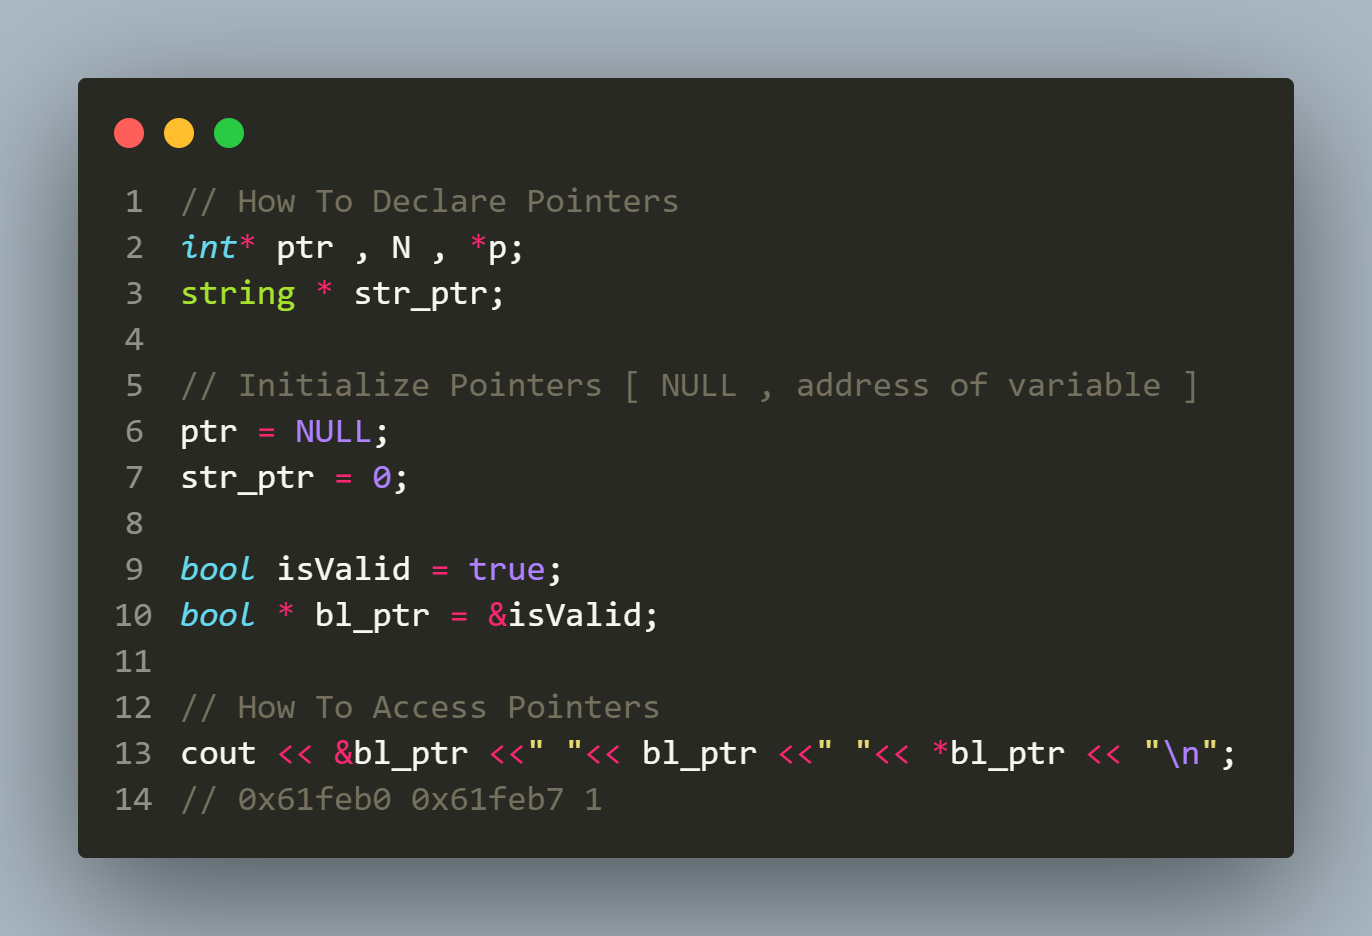 1 // How To Declare Pointers
2 int* ptr , N , *p;
3 string * str_ptr;
4
5 // Initialize Pointers [ NULL , address of variable ]
6 ptr = NULL;
7 str_ptr = 0;
8
9 bool isValid = true;
10 bool * bl_ptr = &isValid;
11
12 // How To Access Pointers
13 cout << &bl_ptr <<" "<< bl_ptr <<" "<< *bl_ptr << "\n";
14 // 0x61feb0 0x61feb7 1